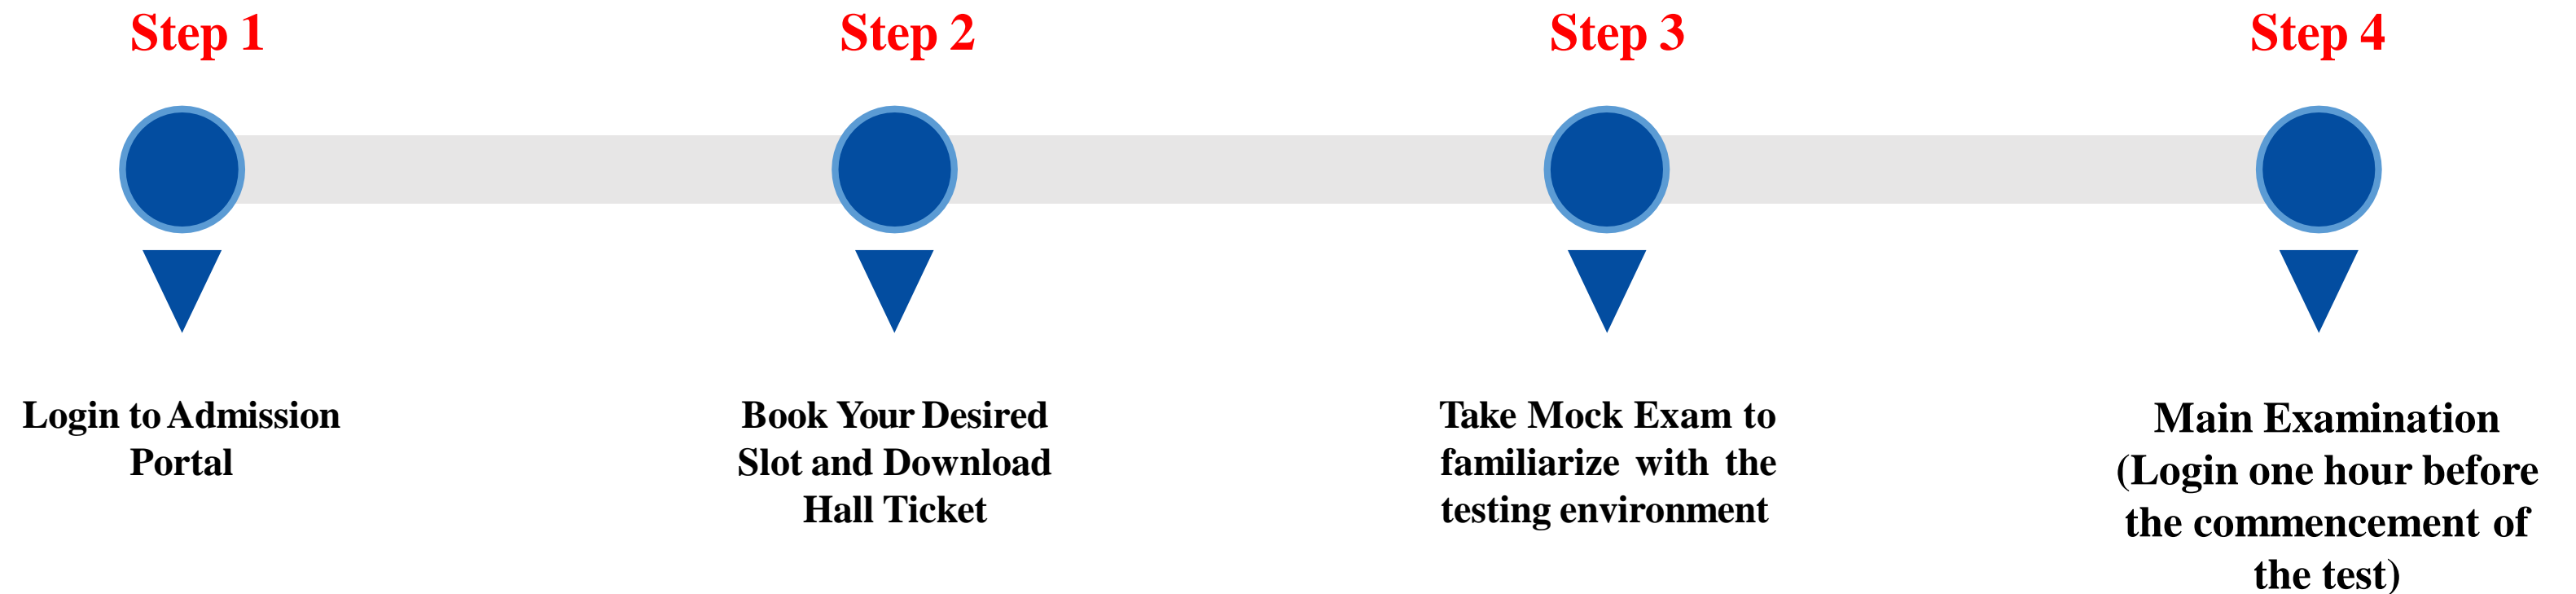 Step 1
Step 2
Step 3
Step 4
Login to Admission
Portal
Book Your Desired
Slot and Download
Hall Ticket
Take Mock Exam to
familiarize with the
testing environment
Main Examination
(Login one hour before
the commencement of
the test)